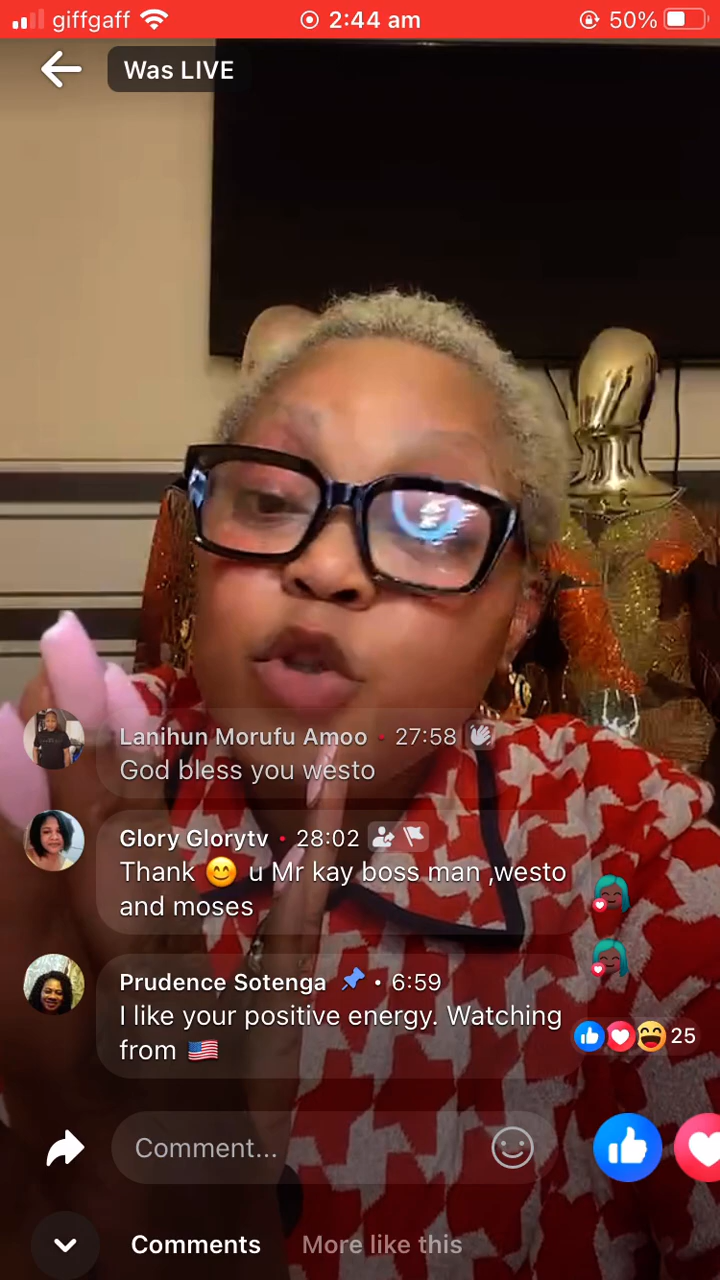 giffgaff
2:44 am
50%
Was LIVE
Lanihun Morufu Amoo • 27:58
God bless you westo
Glory Glorytv • 28:02
Thank 😊 u Mr kay boss man ,westo
and moses
Prudence Sotenga • 6:59
I like your positive energy. Watching
from 🇺🇸
25
Comment...
Comments
More like this